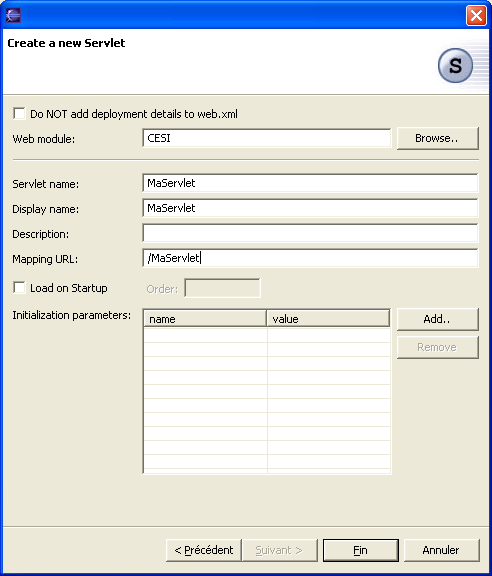 Create a new Servlet
S
Do NOT add deployment details to web.xml
Web module: CESI Browse..
Servlet name: MaServlet
Display name: MaServlet
Description:
Mapping URL: /MaServlet
Load on Startup Order:
Initialization parameters: name value Add..
Remove
< Précédent Suivant > Fin Annuler